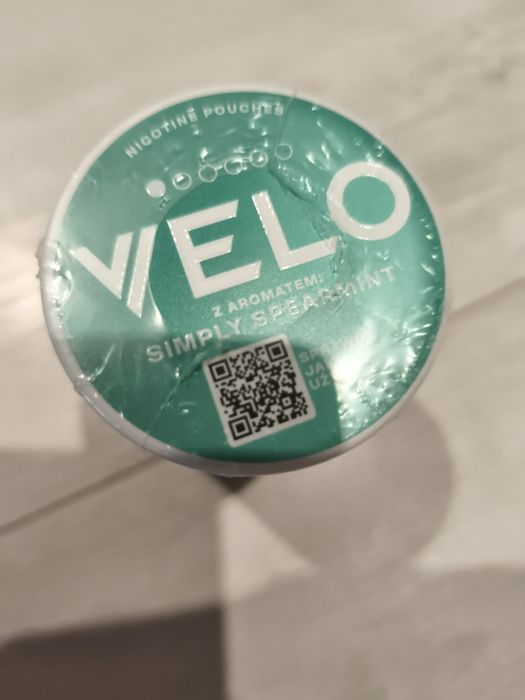 NICOTINE POUCHES
VELO
Z AROMATEM:
SIMPLY SPEARMINT